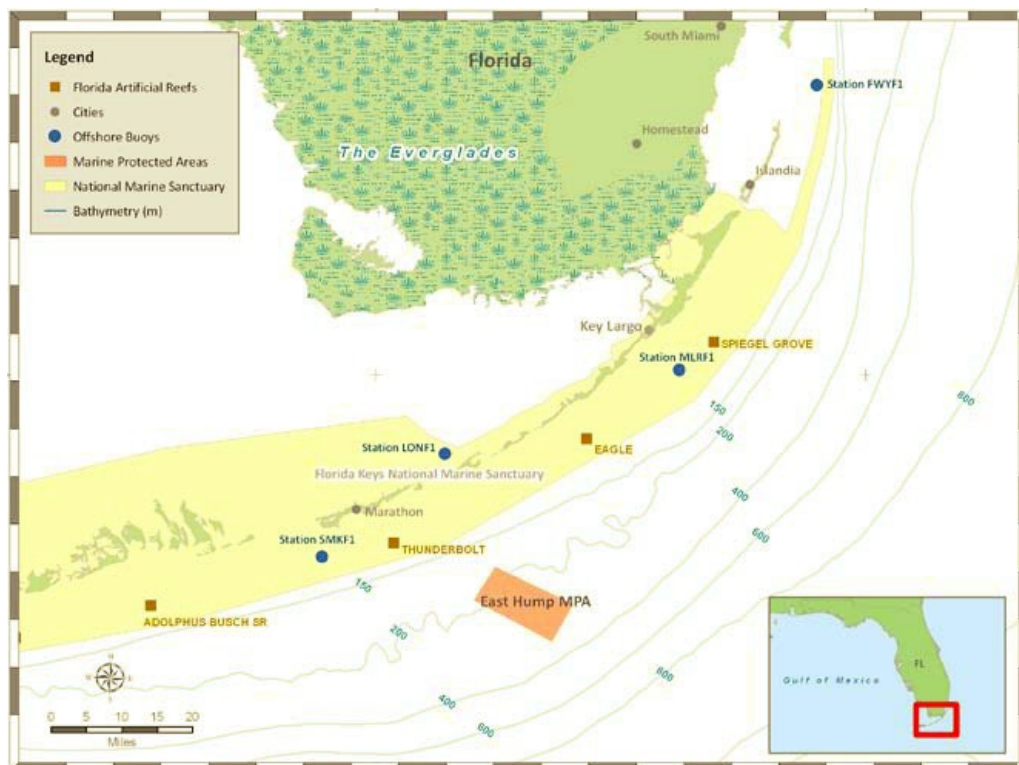 South Miami
Florida
Legend
Florida Artificial Reefs
Cities
Offshore Buoys
Marine Protected Areas
National Marine Sanctuary
Bathymetry (m)
Station FWYF1
Homestead
The Everglades
Islandia
Key Largo
SPIEGEL GROVE
Station MLRF1
150
200
800
Station LONF1
EAGLE
Florida Keys National Marine Sanctuary
400
600
Marathon
Station SMKF1
THUNDERBOLT
150
East Hump MPA
ADOLPHUS BUSCH SR
200
800
400
600
N
0 5 10 15 20
Miles
FL
Gulf of Mexico